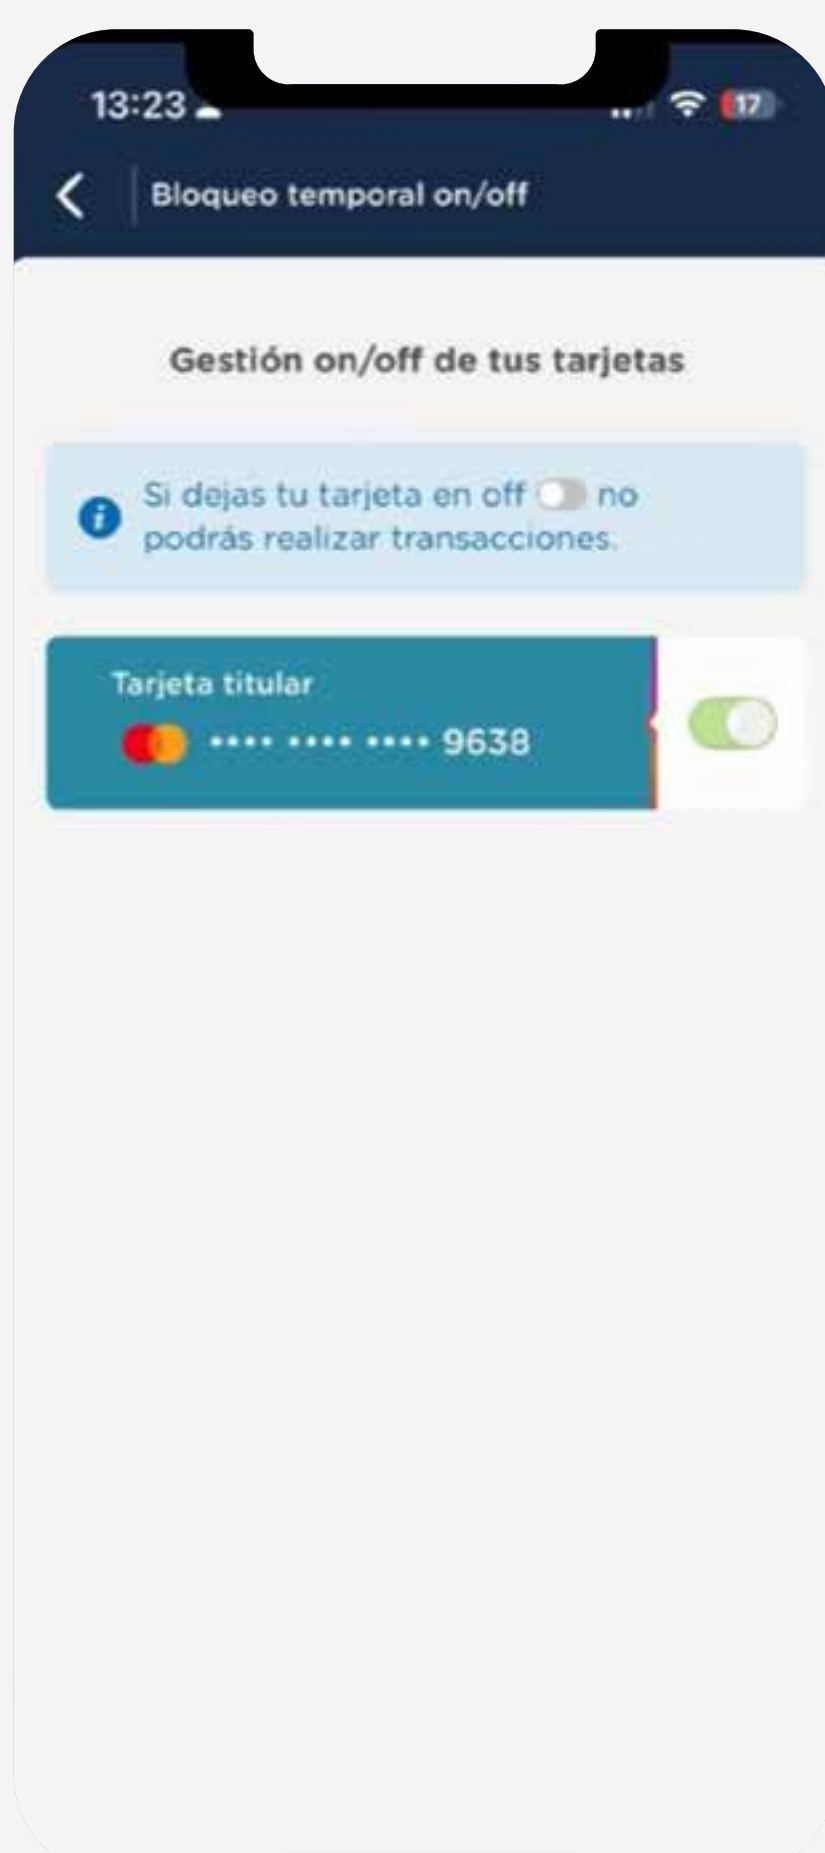 13:23
17
Bloqueo temporal on/off
Gestión on/off de tus tarjetas
Si dejas tu tarjeta en off no
podrás realizar transacciones.
Tarjeta titular
•••• •••• •••• 9638